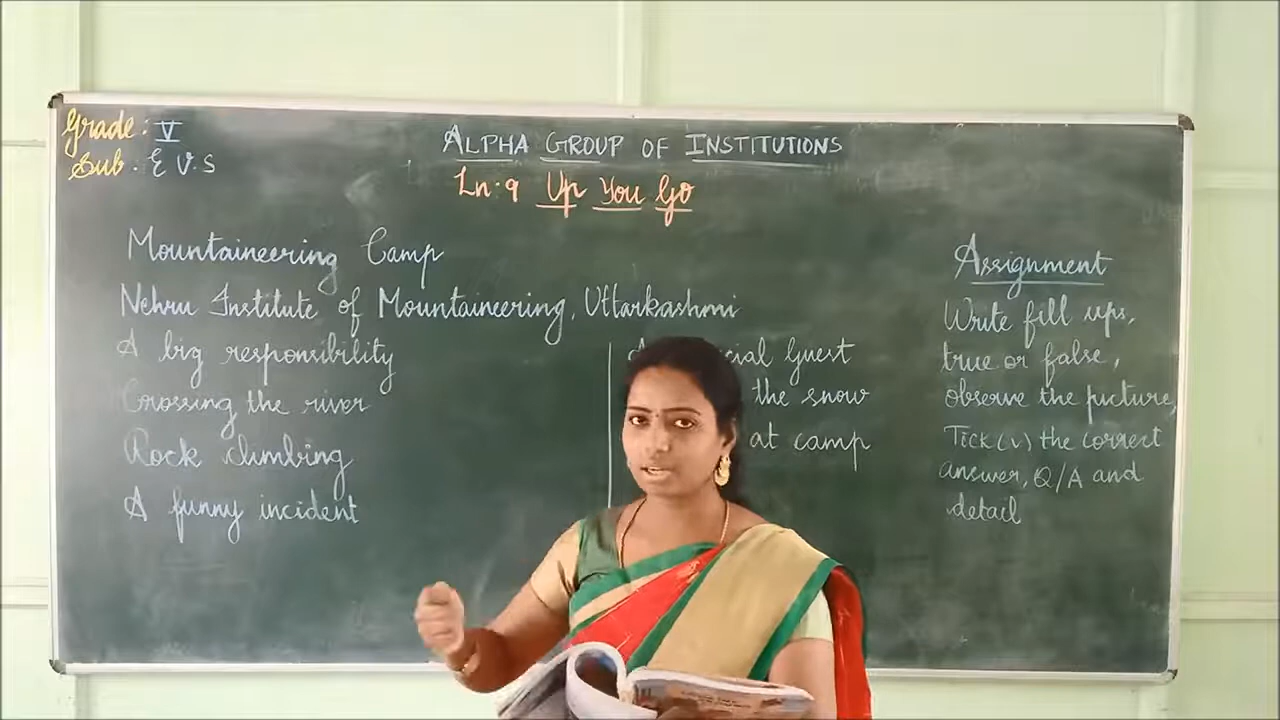 Grade: V
Sub. E V.S
ALPHA GROUP OF INSTITUTIONS
Ln:9 Up You Go
Mountaineering Camp
Nehru Institute of Mountaineering, Uttarkashmi
A big responsibility
Crossing the river
Rock climbing
A funny incident
Guest
the snow
at camp
Assignment
Write fill ups,
true or false,
observe the picture,
Tick (✓) the correct
answer, Q/A and
detail